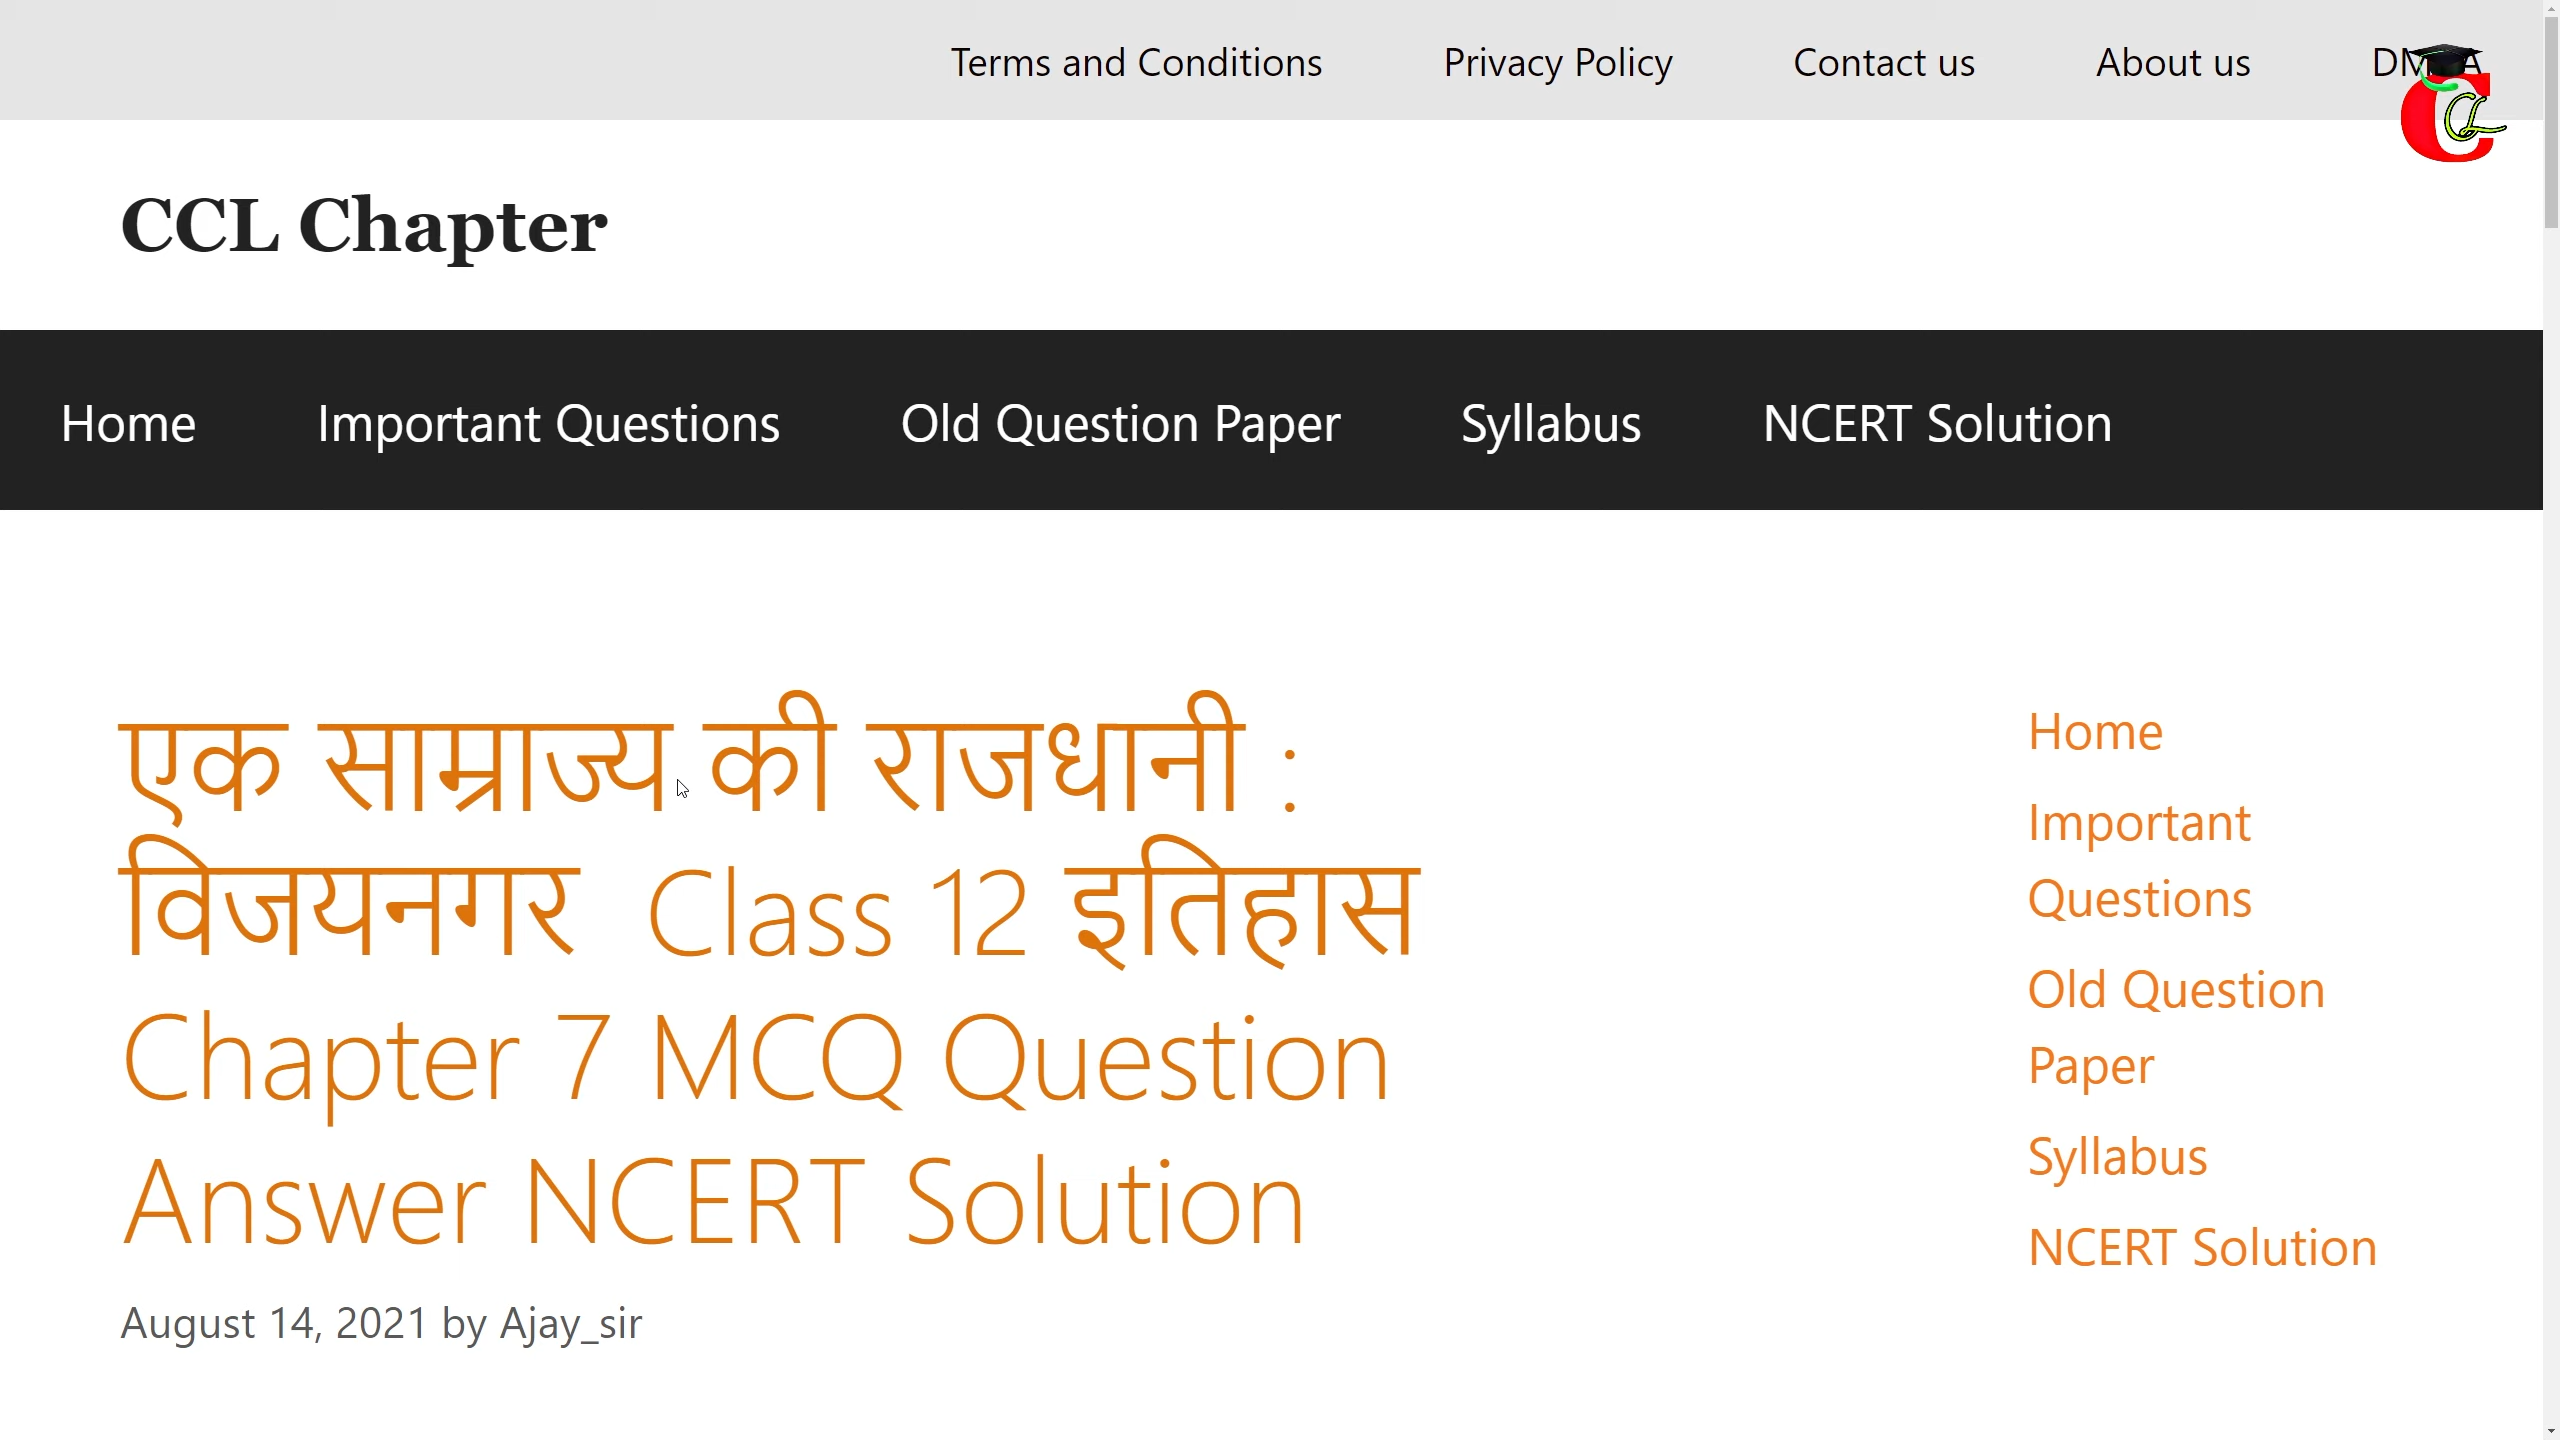 Terms and Conditions Privacy Policy Contact us About us
CCL Chapter
Home Important Questions Old Question Paper Syllabus NCERT Solution
एक साम्राज्य की राजधानी :
विजयनगर Class 12 इतिहास
Chapter 7 MCQ Question
Answer NCERT Solution
August 14, 2021 by Ajay_sir
Home
Important
Questions
Old Question
Paper
Syllabus
NCERT Solution